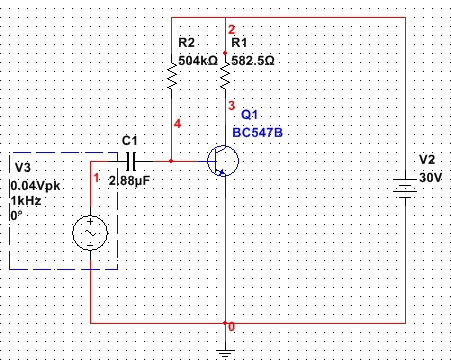 2
R2
R1
504kΩ
582.5Ω
3
Q1
4
BC547B
C1
V3
1
2.88µF
V2
0.04Vpk
30V
1kHz
0°
0